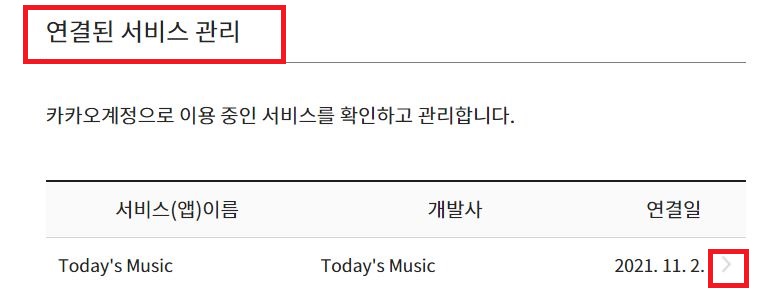 연결된 서비스 관리
카카오계정으로 이용 중인 서비스를 확인하고 관리합니다.
서비스(앱)이름 개발사 연결일
Today's Music Today's Music 2021. 11. 2.